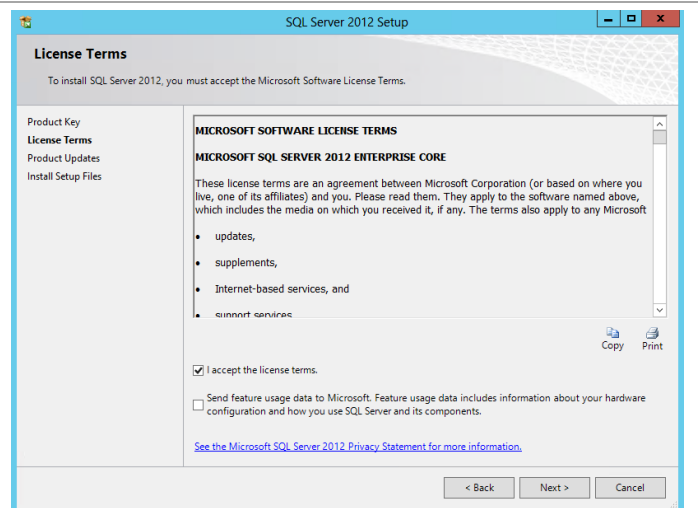 SQL Server 2012 Setup
License Terms
To install SQL Server 2012, you must accept the Microsoft Software License Terms.
Product Key
License Terms
Product Updates
Install Setup Files
MICROSOFT SOFTWARE LICENSE TERMS
MICROSOFT SQL SERVER 2012 ENTERPRISE CORE
These license terms are an agreement between Microsoft Corporation (or based on where you
live, one of its affiliates) and you. Please read them. They apply to the software named above,
which includes the media on which you received it, if any. The terms also apply to any Microsoft
• updates,
• supplements,
• Internet-based services, and
• support services
Copy Print
I accept the license terms.
Send feature usage data to Microsoft. Feature usage data includes information about your hardware
configuration and how you use SQL Server and its components.
See the Microsoft SQL Server 2012 Privacy Statement for more information.
< Back Next > Cancel